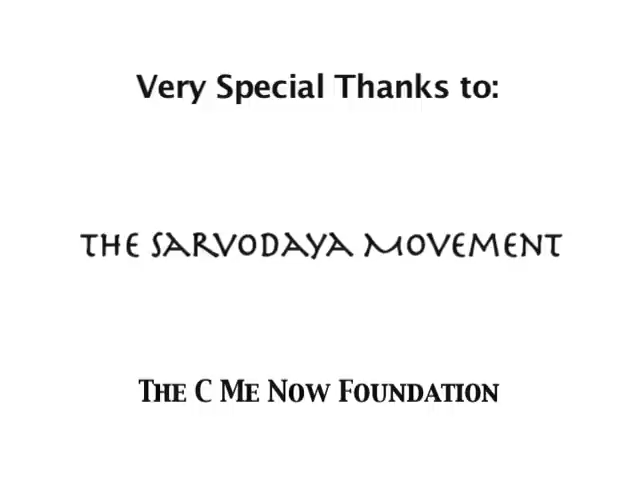 Very Special Thanks to:
The Sarvodaya Movement
The C Me Now Foundation